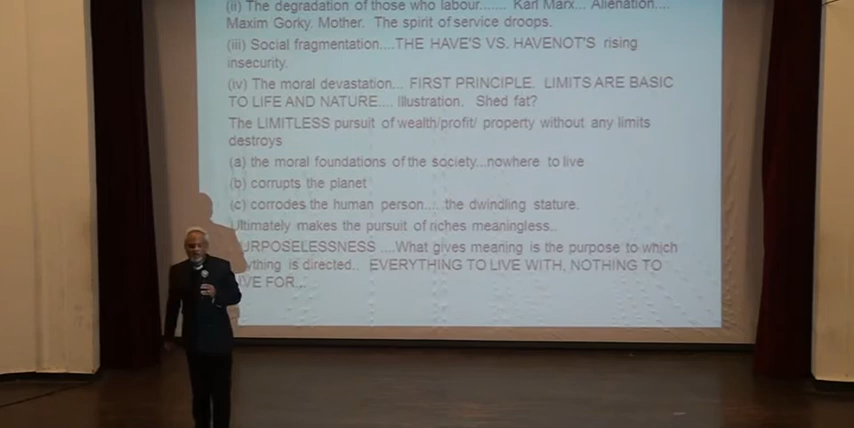 (ii) The degradation of those who labour....... Karl Marx... Alienation....
Maxim Gorky. Mother.  The spirit of service droops.
(iii) Social fragmentation....THE HAVE'S VS. HAVENOT'S rising
insecurity.
(iv) The moral devastation... FIRST PRINCIPLE.  LIMITS ARE BASIC
TO LIFE AND NATURE.... Illustration.  Shed fat?
The LIMITLESS pursuit of wealth/profit/ property without any limits
destroys
(a) the moral foundations of the society...nowhere to live
(b) corrupts the planet
(c) corrodes the human person.... the dwindling stature.
Ultimately makes the pursuit of riches meaningless..
URPOSELESSNESS ....What gives meaning is the purpose to which
ything is directed..  EVERYTHING TO LIVE WITH, NOTHING TO
IVE FOR...